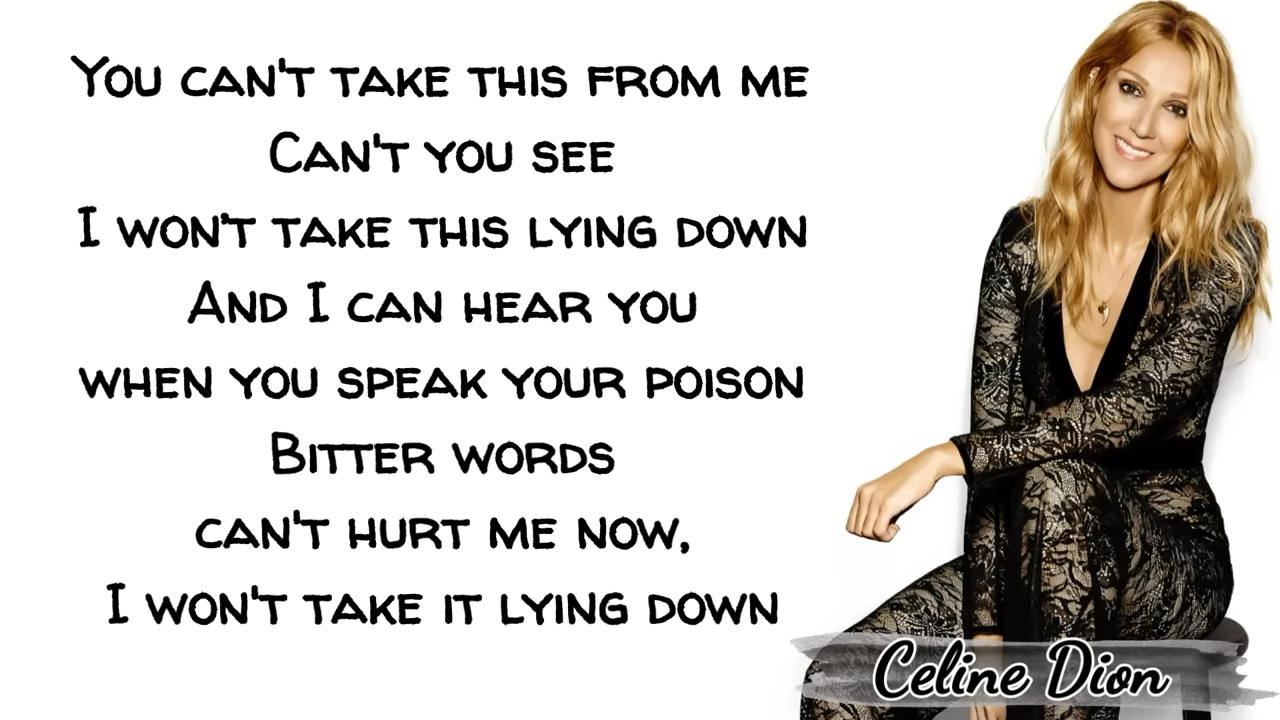 You can't take this from me
Can't you see
I won't take this lying down
And I can hear you
when you speak your poison
Bitter words
can't hurt me now,
I won't take it lying down
Celine Dion